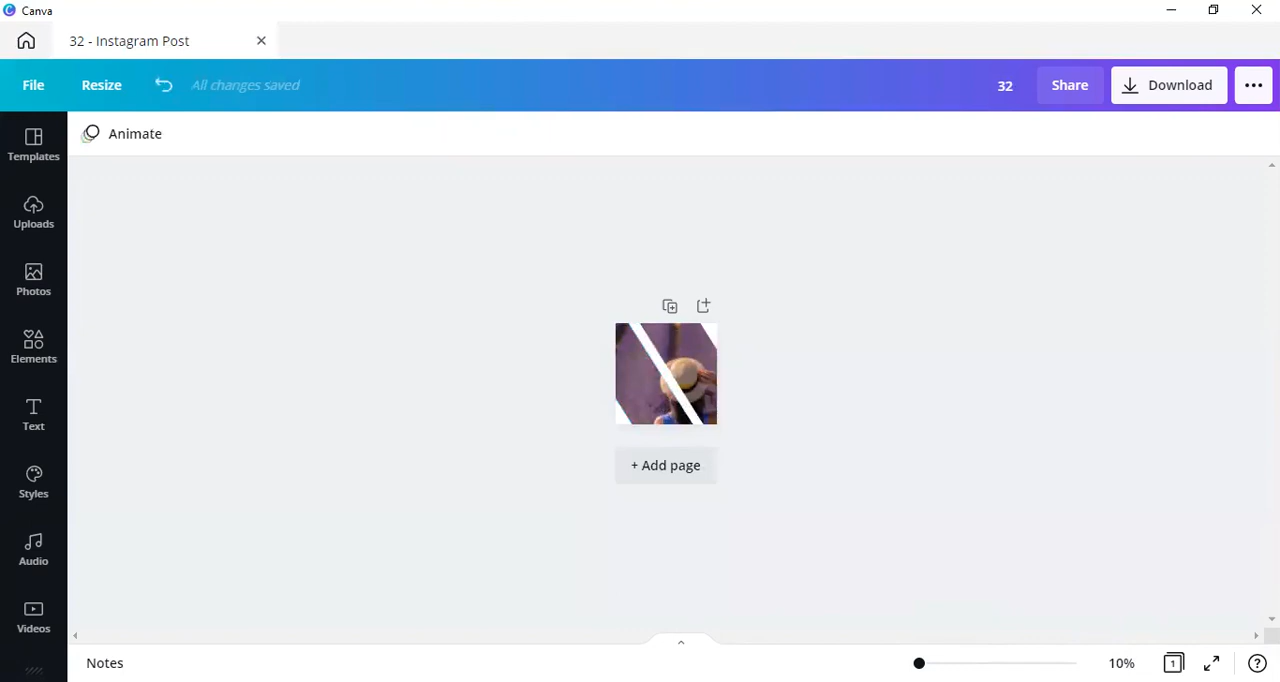 Canva
32 - Instagram Post
File
Resize
All changes saved
32
Share
Download
Templates
Animate
Uploads
Photos
Elements
Text
+ Add page
Styles
Audio
Videos
Notes
10%
1